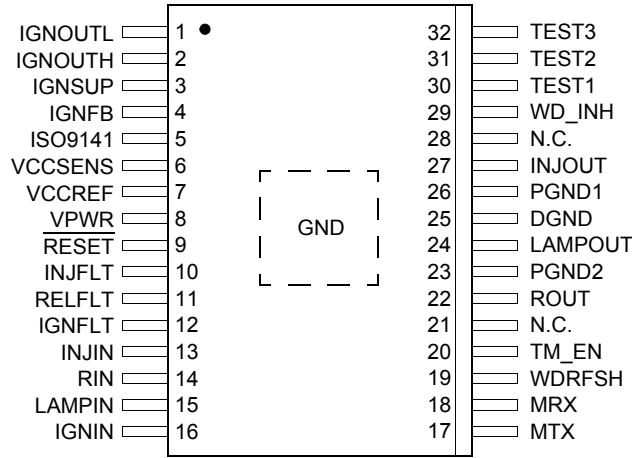 IGNOUTL 1 32 TEST3
IGNOUTH 2 31 TEST2
IGNSUP 3 30 TEST1
IGNFB 4 29 WD_INH
ISO9141 5 28 N.C.
VCCSENS 6 27 INJOUT
VCCREF 7 26 PGND1
VPWR 8 GND 25 DGND
RESET 9 24 LAMPOUT
INJFLT 10 23 PGND2
RELFLT 11 22 ROUT
IGNFLT 12 21 N.C.
INJIN 13 20 TM_EN
RIN 14 19 WDRFSH
LAMPIN 15 18 MRX
IGNIN 16 17 MTX